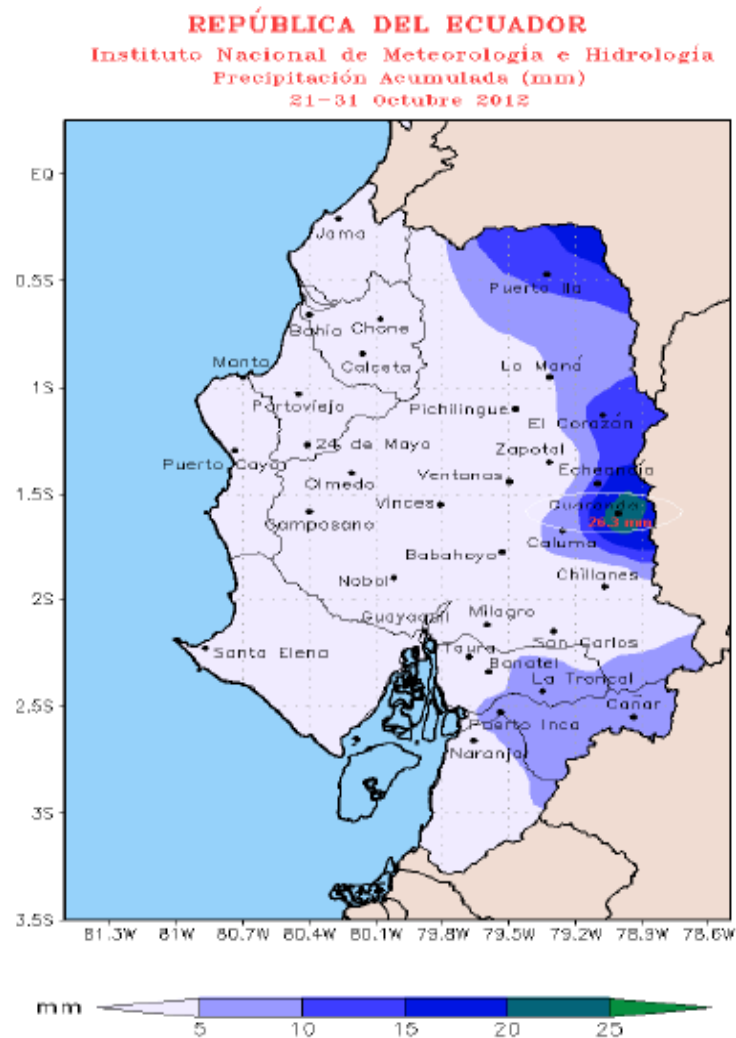 REPÚBLICA DEL ECUADOR
Instituto Nacional de Meteorología e Hidrología
Precipitación Acumulada (mm)
21-31 Octubre 2012
EQ
Jama
0.5S
Puerto Ila
Bahía Chone
Manta Calceta La Maná
1S
Portoviejo Pichilingue El Corazón
24 de Mayo Zapotal
Puerto Cayo Ventanas Echeandía
Olmedo
1.5S
Vinces Guaranda
Camposano 26.3 mm
Babahoyo Caluma
Nobol Chillanes
2S
Guayaquil Milagro
Santa Elena Taura San Carlos
Banatel
La Troncal
2.5S
Puerto Inca Canar
Naranjal
3S
3.5S
81.3W 81W 80.7W 80.4W 80.1W 79.8W 79.5W 79.2W 78.9W 78.6W
mm
5 10 15 20 25